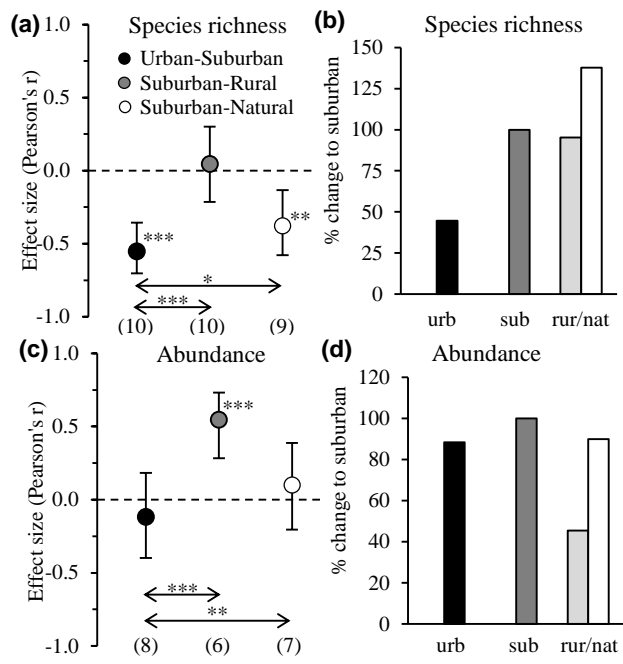 (a) Species richness
Effect size (Pearson's r)
1.0
0.5
0.0
-0.5
-1.0
Urban-Suburban
Suburban-Rural
Suburban-Natural
***
**
*
***
(10) (10) (9)
(b) Species richness
% change to suburban
150
125
100
75
50
25
0
urb sub rur/nat
(c) Abundance
Effect size (Pearson's r)
1.0
0.5
0.0
-0.5
-1.0
***
***
**
(8) (6) (7)
(d) Abundance
% change to suburban
120
100
80
60
40
20
0
urb sub rur/nat